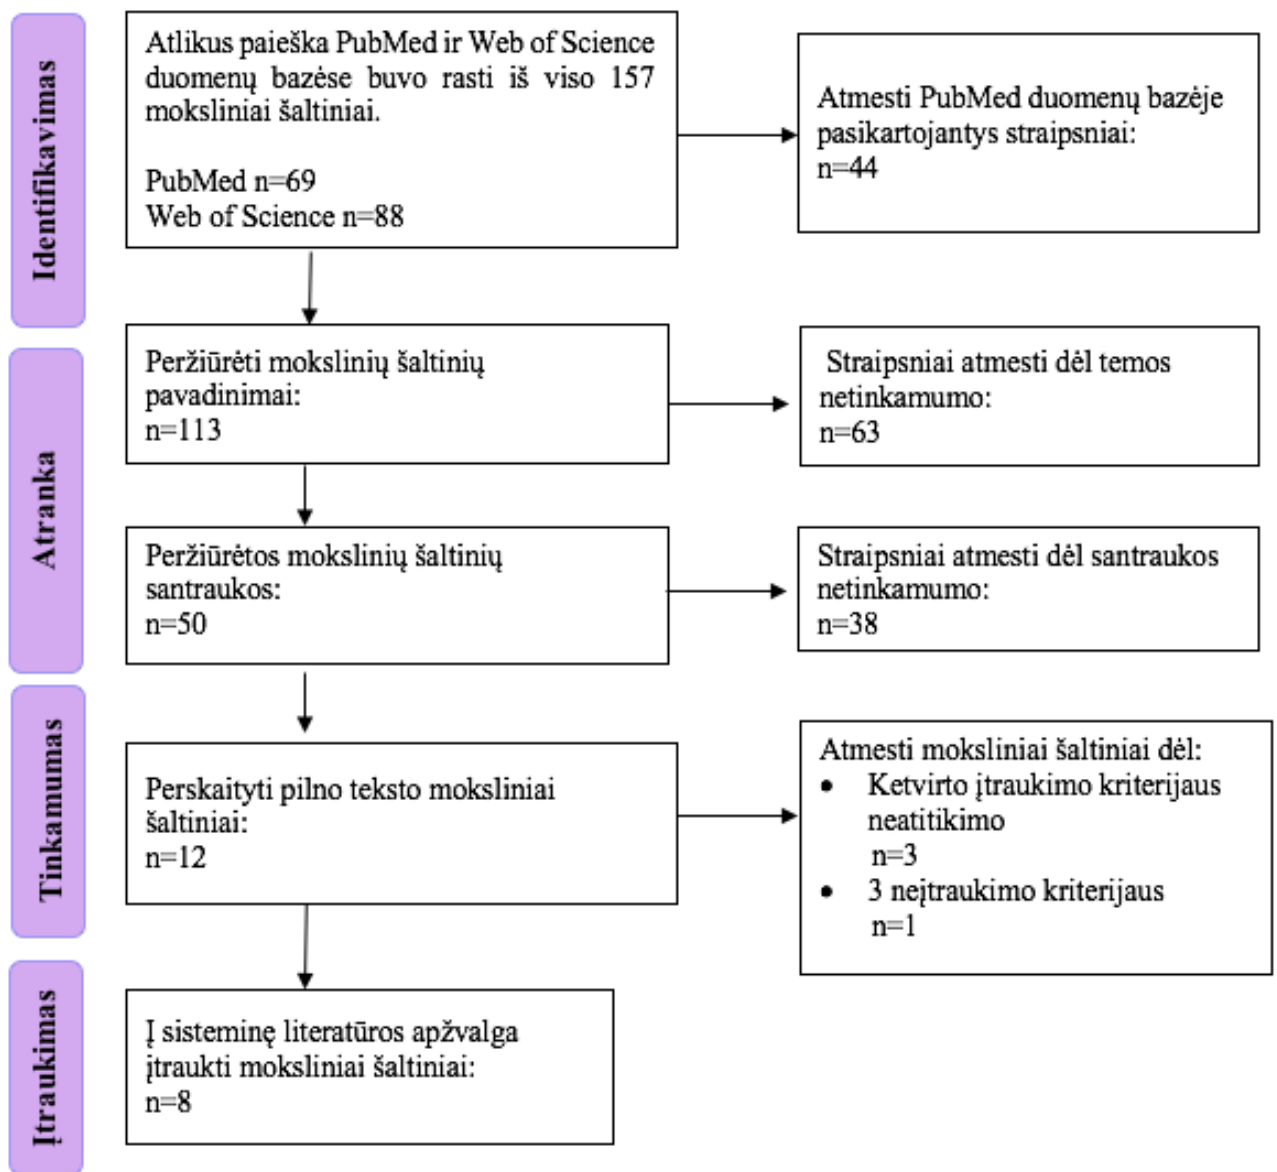 Identifikavimas
Atlikus paieška PubMed ir Web of Science
duomenų bazėse buvo rasti iš viso 157
moksliniai šaltiniai.
PubMed n=69
Web of Science n=88
Atmesti PubMed duomenų bazėje
pasikartojantys straipsniai:
n=44
Atranka
Peržiūrėti mokslinių šaltinių
pavadinimai:
n=113
Straipsniai atmesti dėl temos
netinkamumo:
n=63
Peržiūrėtos mokslinių šaltinių
santraukos:
n=50
Straipsniai atmesti dėl santraukos
netinkamumo:
n=38
Tinkamumas
Perskaityti pilno teksto moksliniai
šaltiniai:
n=12
Atmesti moksliniai šaltiniai dėl:
• Ketvirto įtraukimo kriterijaus
neatitikimo
n=3
• 3 neįtraukimo kriterijaus
n=1
Įtraukimas
Į sisteminę literatūros apžvalga
įtraukti moksliniai šaltiniai:
n=8